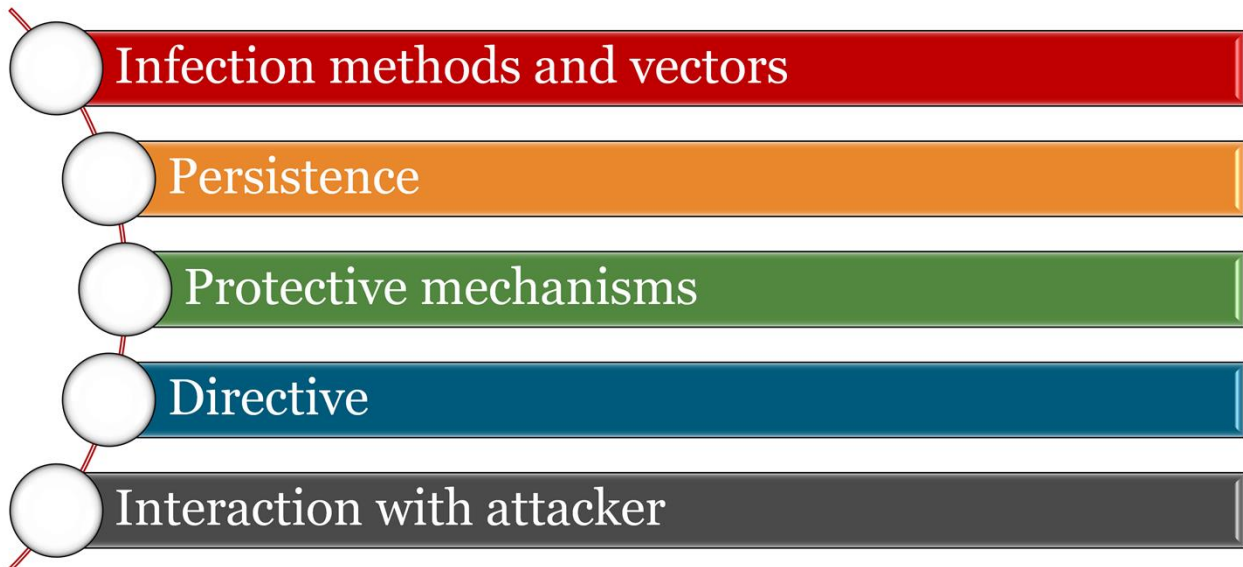 Infection methods and vectors
Persistence
Protective mechanisms
Directive
Interaction with attacker